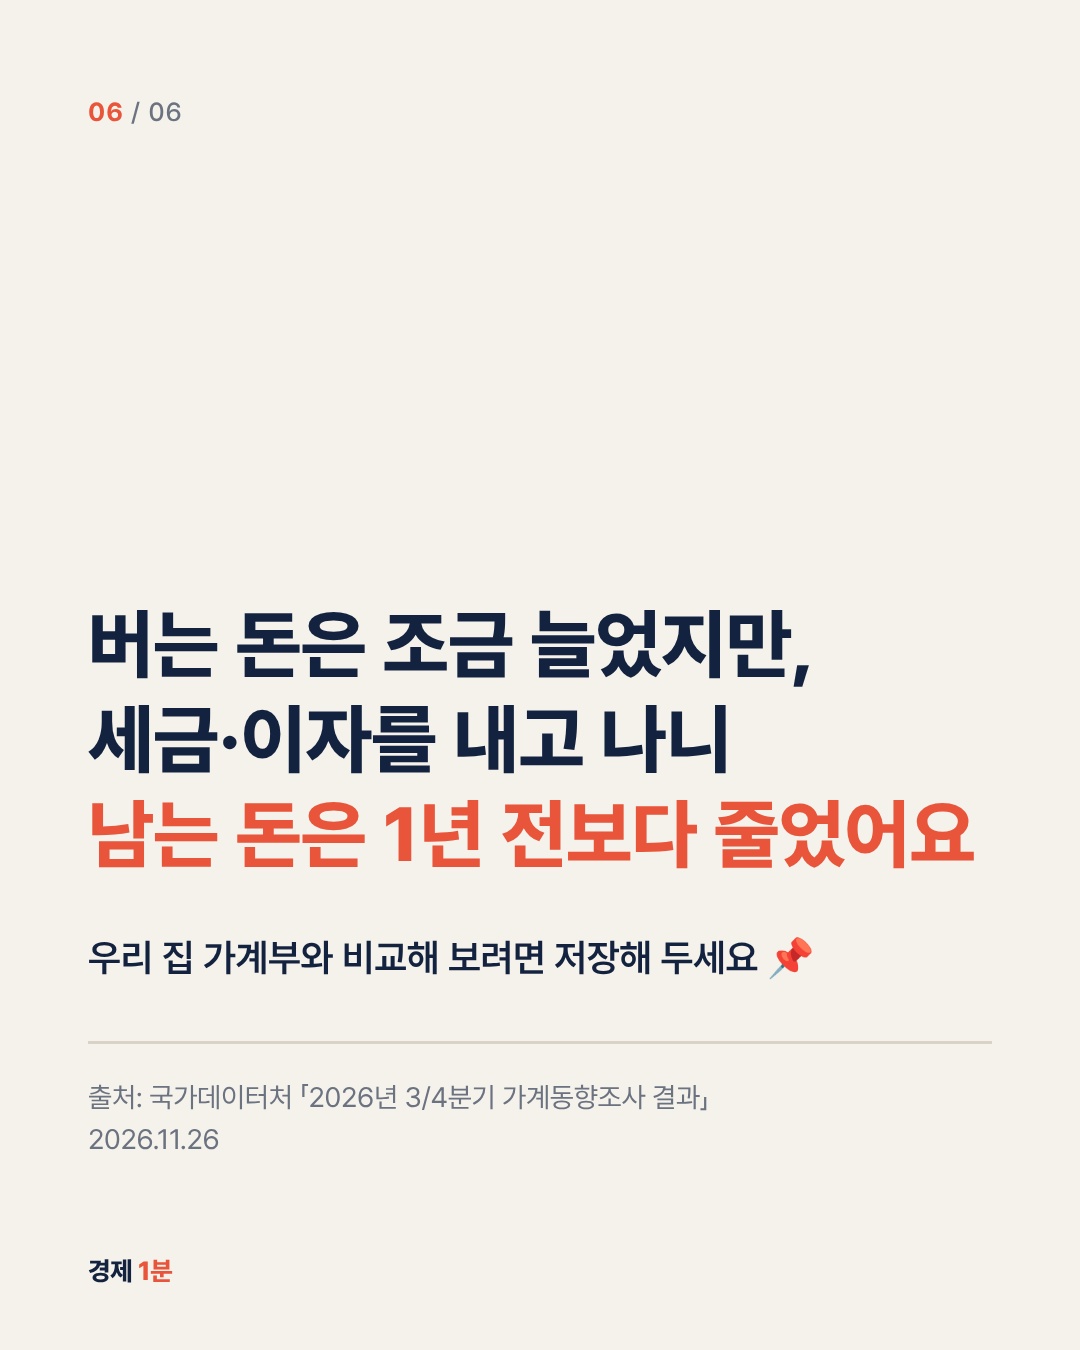 06 / 06
버는 돈은 조금 늘었지만,
세금·이자를 내고 나니
남는 돈은 1년 전보다 줄었어요
우리 집 가계부와 비교해 보려면 저장해 두세요 📌
출처: 국가데이터처 「2026년 3/4분기 가계동향조사 결과」
2026.11.26
경제 1분